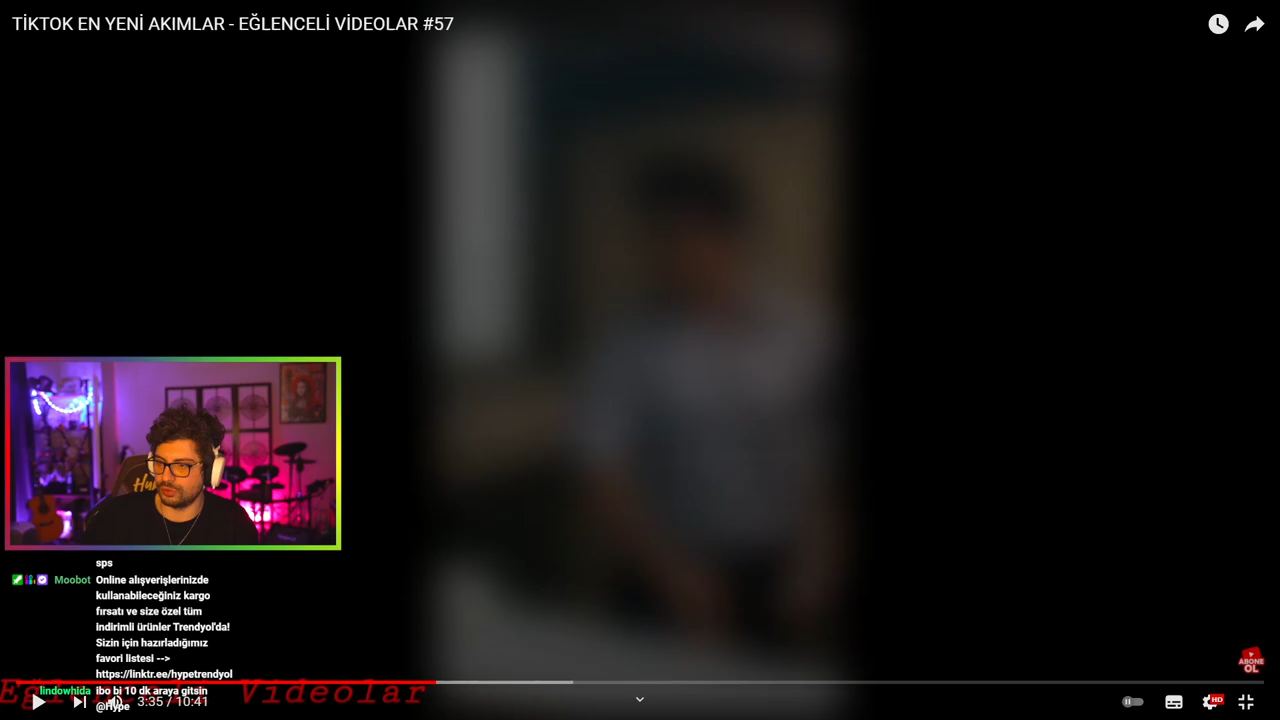 TİKTOK EN YENİ AKIMLAR - EĞLENCELİ VİDEOLAR #57
sps
Moobot Online alışverişlerinizde
kullanabileceğiniz kargo
fırsatı ve size özel tüm
indirimli ürünler Trendyol'da!
Sizin için hazırladığımız
favori listesi -->
https://linktr.ee/hypetrendyol
lindowhida ibo bi 10 dk araya gitsin
@Hype
Videolar
3:35 / 10:41
ABONE
OL
HD